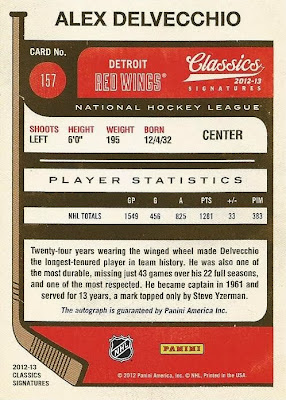 ALEX DELVECCHIO
CARD No.
157
DETROIT
RED WINGS®
Classics
2012-13
SIGNATURES
NATIONAL HOCKEY LEAGUE
SHOOTS HEIGHT WEIGHT BORN
LEFT 6'0" 195 12/4/32
CENTER
PLAYER STATISTICS
GP G A PTS +/- PIM
NHL TOTALS 1549 456 825 1281 33 383
Twenty-four years wearing the winged wheel made Delvecchio
the longest-tenured player in team history. He was also one of
the most durable, missing just 43 games over his 22 full seasons,
and one of the most respected. He became captain in 1961 and
served for 13 years, a mark topped only by Steve Yzerman.
The autograph is guaranteed by Panini America Inc.
NHL
PANINI
2012-13
CLASSICS
SIGNATURES
© 2012 Panini America, Inc. © NHL. Printed in the USA.